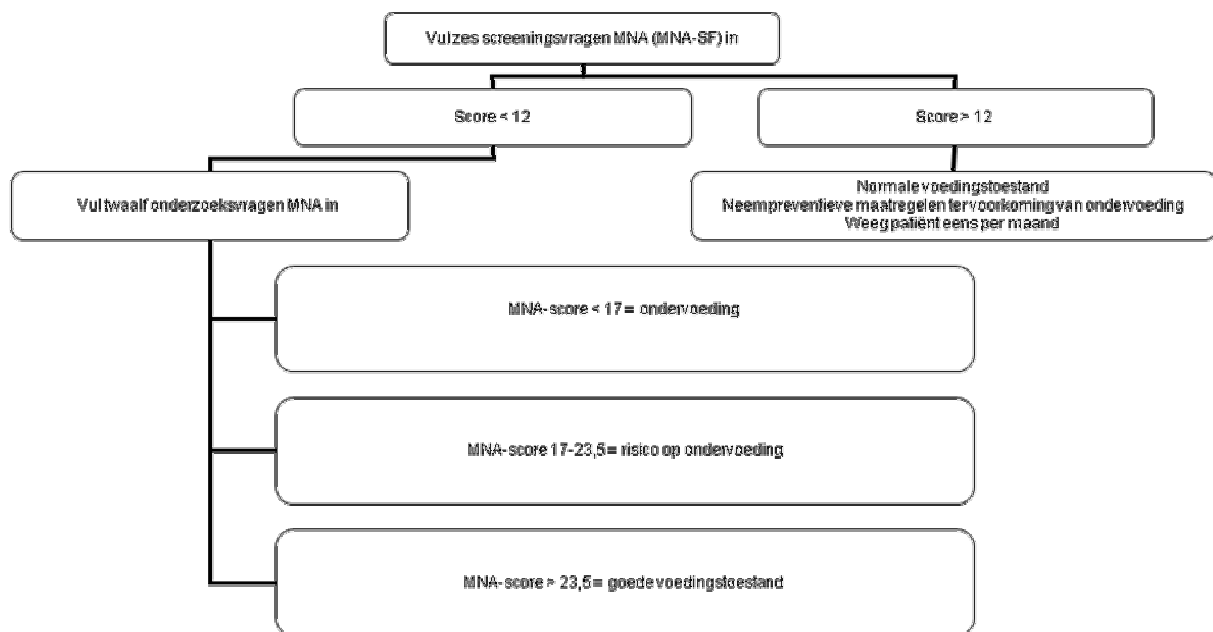 Vul zes screeningsvragen MNA (MNA-SF) in
Score < 12
Score > 12
Vul twaalf onderzoeksvragen MNA in
Normale voedingstoestand
Neem preventieve maatregelen ter voorkoming van ondervoeding
Weeg patiënt eens per maand
MNA-score < 17 = ondervoeding
MNA-score 17-23,5 = risico op ondervoeding
MNA-score > 23,5 = goede voedingstoestand